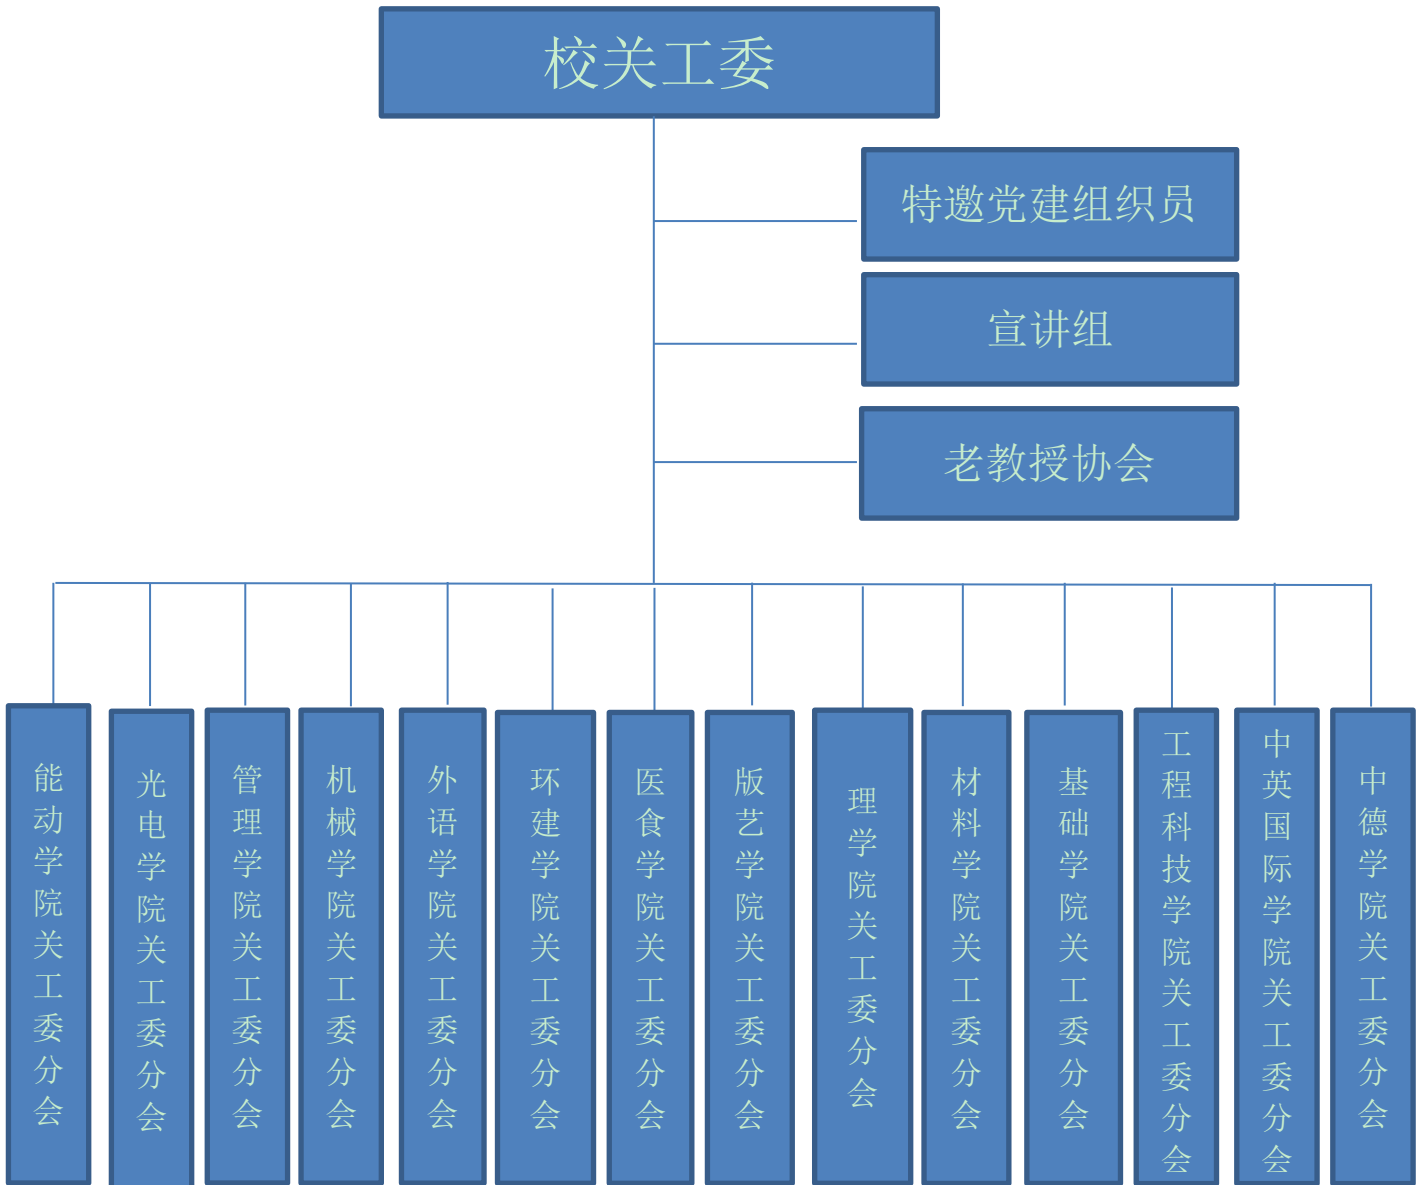 校关工委
特邀党建组织员
宣讲组
老教授协会
能动学院关工委分会
光电学院关工委分会
管理学院关工委分会
机械学院关工委分会
外语学院关工委分会
环建学院关工委分会
医食学院关工委分会
版艺学院关工委分会
理学院关工委分会
材料学院关工委分会
基础学院关工委分会
工程科技学院关工委分会
中英国际学院关工委分会
中德学院关工委分会